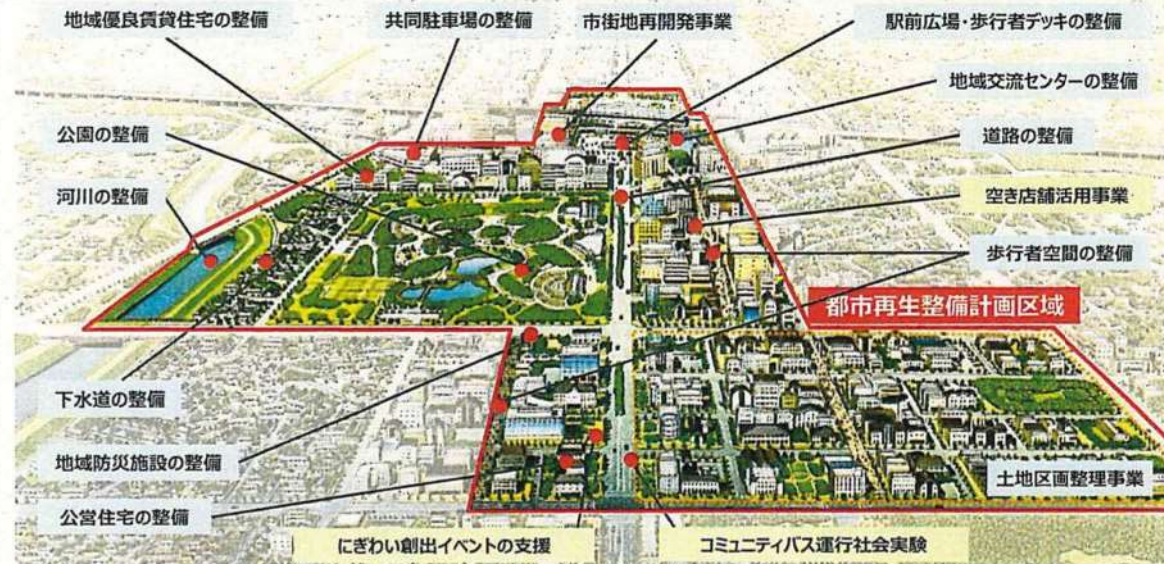 地域優良賃貸住宅の整備
共同駐車場の整備
市街地再開発事業
駅前広場・歩行者デッキの整備
地域交流センターの整備
公園の整備
道路の整備
河川の整備
空き店舗活用事業
歩行者空間の整備
都市再生整備計画区域
下水道の整備
地域防災施設の整備
土地区画整理事業
公営住宅の整備
にぎわい創出イベントの支援
コミュニティバス運行社会実験